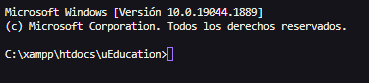 Microsoft Windows [Versión 10.0.19044.1889]
(c) Microsoft Corporation. Todos los derechos reservados.
C:\xampp\htdocs\uEducation>